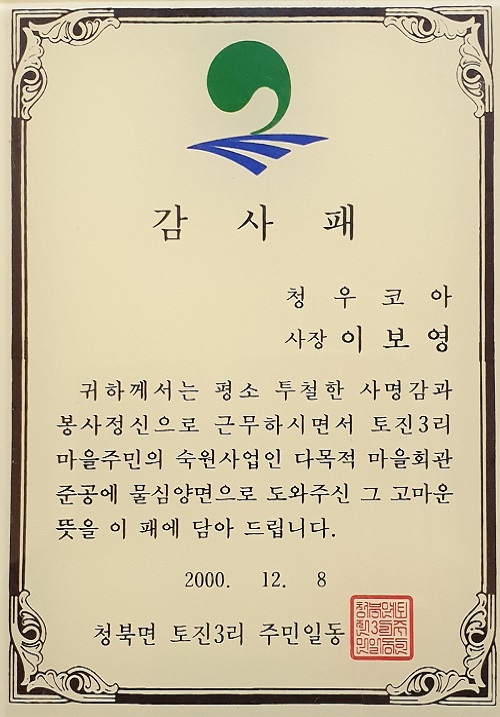 감 사 패
청 우 코 아
사장 이 보 영
귀하께서는 평소 투철한 사명감과
봉사정신으로 근무하시면서 토진3리
마을주민의 숙원사업인 다목적 마을회관
준공에 물심양면으로 도와주신 그 고마운
뜻을 이 패에 담아 드립니다.
2000. 12. 8
청북면 토진3리 주민일동